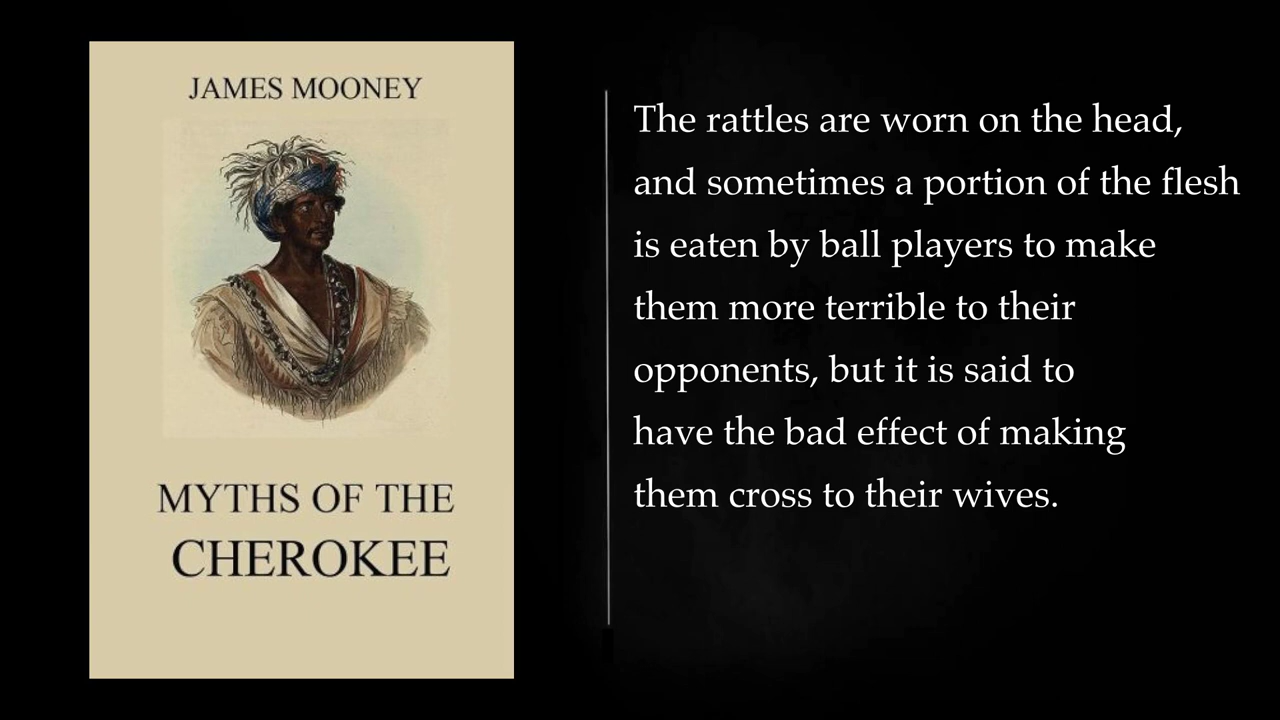 JAMES MOONEY
MYTHS OF THE
CHEROKEE
The rattles are worn on the head,
and sometimes a portion of the flesh
is eaten by ball players to make
them more terrible to their
opponents, but it is said to
have the bad effect of making
them cross to their wives.